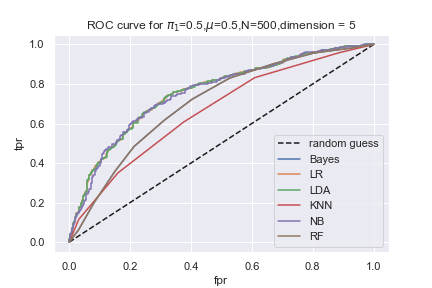 ROC curve for π₁=0.5,μ=0.5,N=500,dimension = 5
1.0
0.8
0.6
0.4
0.2
0.0
tpr
random guess
Bayes
LR
LDA
KNN
NB
RF
0.0 0.2 0.4 0.6 0.8 1.0
fpr